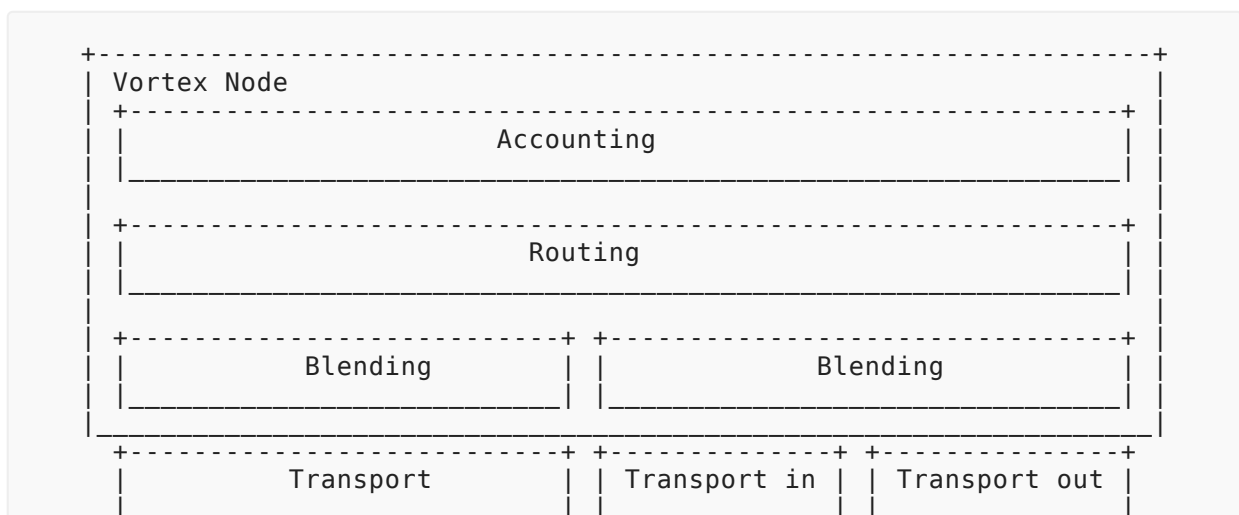 Vortex Node
Accounting
Routing
Blending Blending
Transport Transport in Transport out